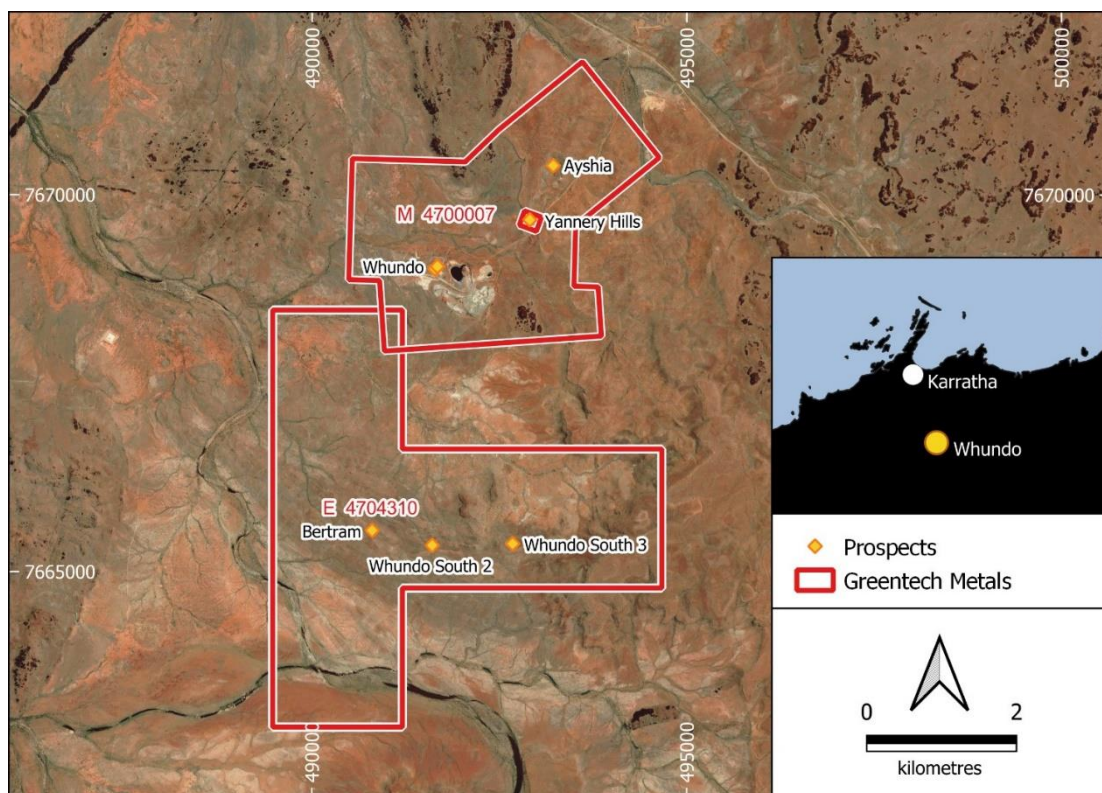 490000
495000
500000
7670000
7670000
Ayshia
M 4700007
Yannery Hills
Whundo
Karratha
Whundo
E 4704310
Bertram
Whundo South 3
Whundo South 2
7665000
Prospects
Greentech Metals
0 2
kilometres
490000
495000